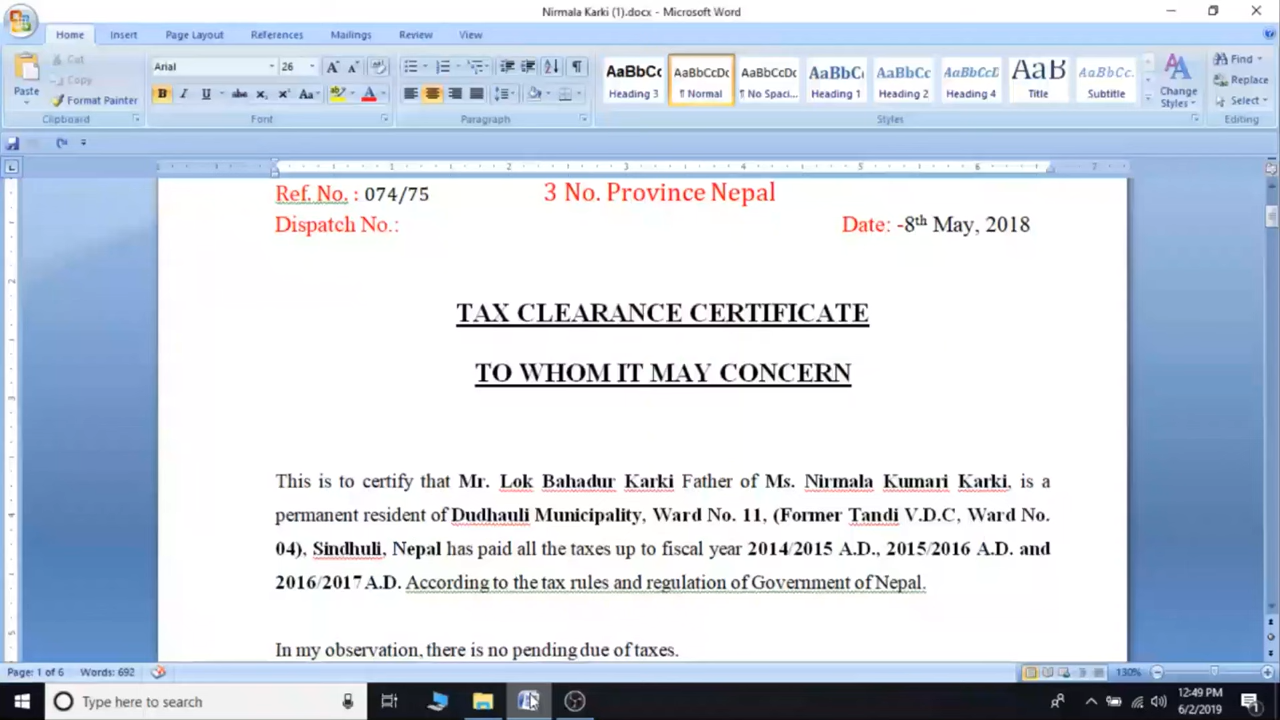 Nirmala Karki (1).docx - Microsoft Word
Home Insert Page Layout References Mailings Review View
Paste
Cut
Copy
Format Painter
Clipboard
Arial 26
B I U abc X₂ X² Aa
Font
Paragraph
AaBbCc Heading 3
AaBbCcDc ¶ Normal
AaBbCcDc ¶ No Spaci...
AaBbC Heading 1
AaBbCc Heading 2
AaBbCcL Heading 4
AaB Title
AaBbCc. Subtitle
Change Styles
Styles
Find
Replace
Select
Editing
Ref. No. : 074/75 3 No. Province Nepal
Dispatch No.: Date: -8th May, 2018
TAX CLEARANCE CERTIFICATE
TO WHOM IT MAY CONCERN
This is to certify that Mr. Lok Bahadur Karki Father of Ms. Nirmala Kumari Karki, is a
permanent resident of Dudhauli Municipality, Ward No. 11, (Former Tandi V.D.C, Ward No.
04), Sindhuli, Nepal has paid all the taxes up to fiscal year 2014/2015 A.D., 2015/2016 A.D. and
2016/2017 A.D. According to the tax rules and regulation of Government of Nepal.
In my observation, there is no pending due of taxes.
Page: 1 of 6 Words: 692 130%
Type here to search
12:49 PM
6/2/2019